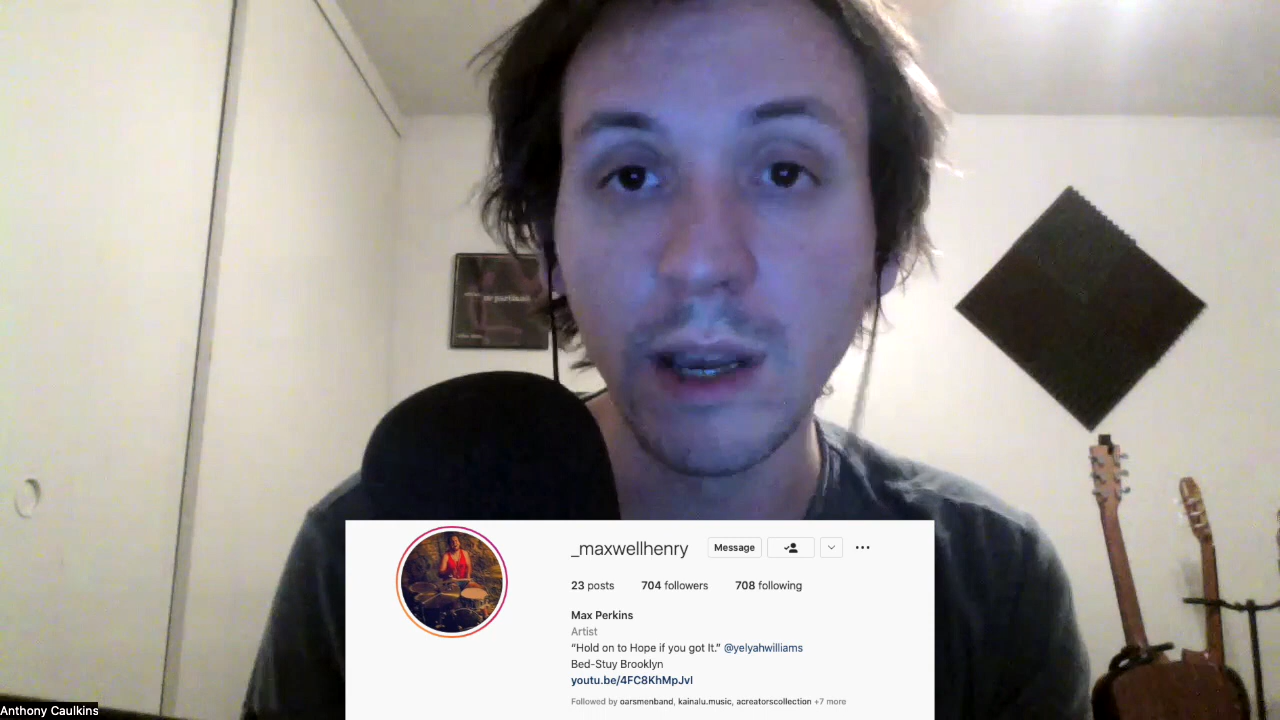 _maxwellhenry Message
23 posts 704 followers 708 following
Max Perkins
Artist
“Hold on to Hope if you got It.” @yelyahwilliams
Bed-Stuy Brooklyn
youtu.be/4FC8KhMpJvI
Followed by oarsmenband, kainalu.music, acreatorscollection +7 more
Anthony Caulkins